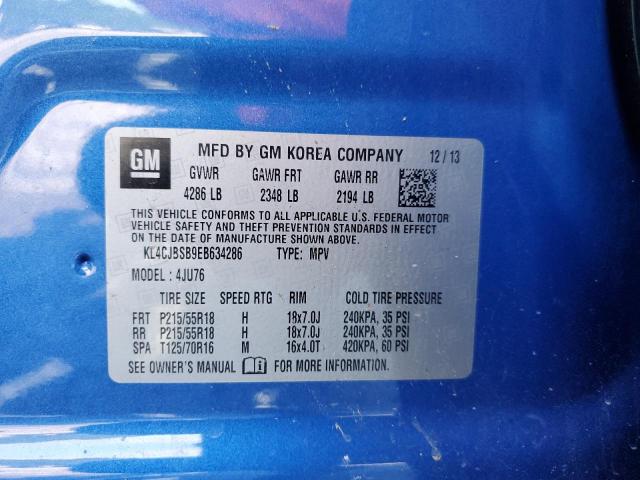 GM MFD BY GM KOREA COMPANY 12/13
GVWR GAWR FRT GAWR RR
4286 LB 2348 LB 2194 LB
THIS VEHICLE CONFORMS TO ALL APPLICABLE U.S. FEDERAL MOTOR
VEHICLE SAFETY AND THEFT PREVENTION STANDARDS
IN EFFECT ON THE DATE OF MANUFACTURE SHOWN ABOVE.
KL4CJBSB9EB634286 TYPE: MPV
MODEL: 4JU76
TIRE SIZE SPEED RTG RIM COLD TIRE PRESSURE
FRT P215/55R18 H 18x7.0J 240KPA, 35 PSI
RR P215/55R18 H 18x7.0J 240KPA, 35 PSI
SPA T125/70R16 M 16x4.0T 420KPA, 60 PSI
SEE OWNER'S MANUAL FOR MORE INFORMATION.